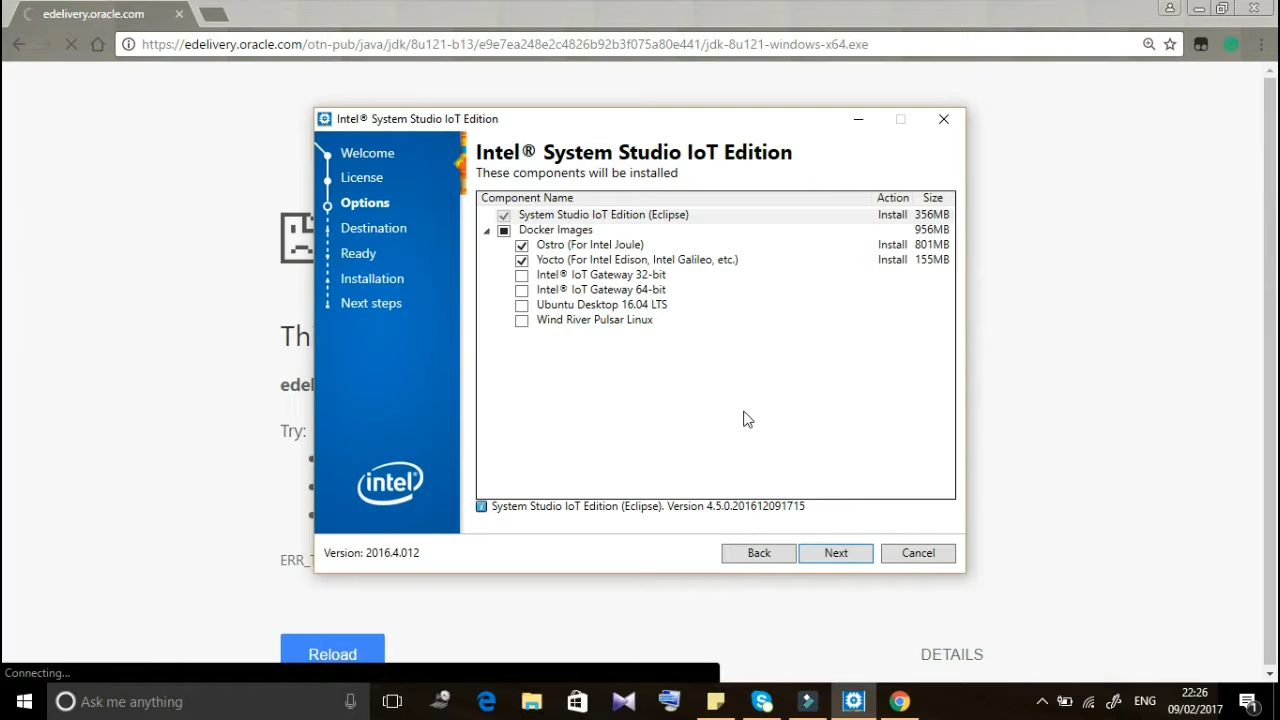 edelivery.oracle.com
https://edelivery.oracle.com/otn-pub/java/jdk/8u121-b13/e9e7ea248e2c4826b92b3f075a80e441/jdk-8u121-windows-x64.exe
Intel® System Studio IoT Edition
Welcome
License
Options
Destination
Ready
Installation
Next steps
intel
Intel® System Studio IoT Edition
These components will be installed
Component Name Action Size
System Studio IoT Edition (Eclipse) Install 356MB
Docker Images 956MB
Ostro (For Intel Joule) Install 801MB
Yocto (For Intel Edison, Intel Galileo, etc.) Install 155MB
Intel® IoT Gateway 32-bit
Intel® IoT Gateway 64-bit
Ubuntu Desktop 16.04 LTS
Wind River Pulsar Linux
System Studio IoT Edition (Eclipse). Version 4.5.0.201612091715
Version: 2016.4.012
Back Next Cancel
Th
edel
Try:
ERR_
Reload DETAILS
Connecting...
Ask me anything
ENG
22:26
09/02/2017
1